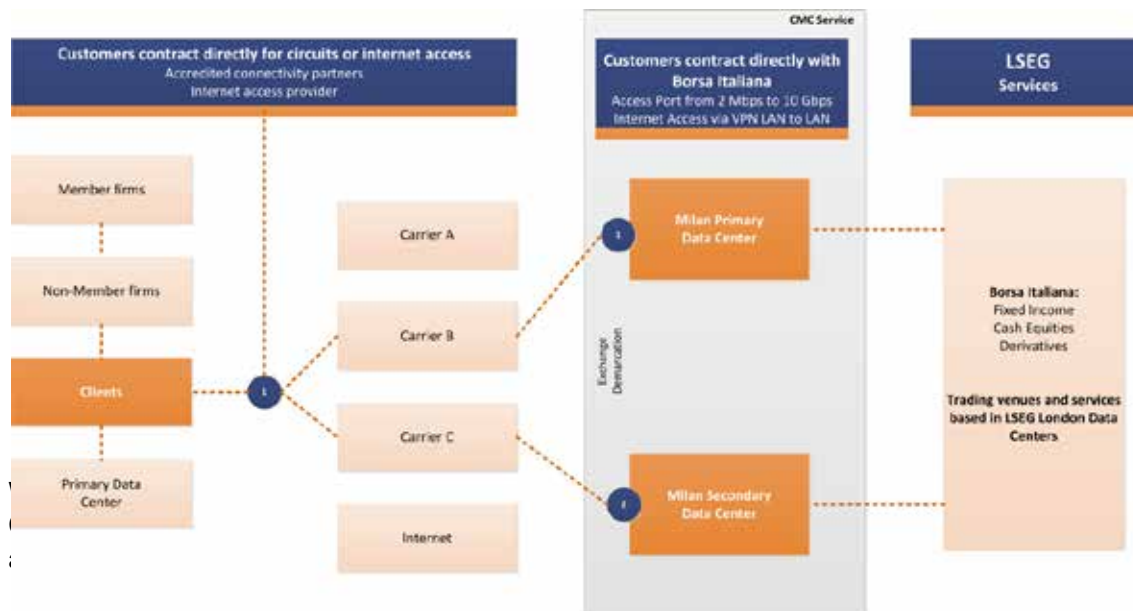 CMC Service
Customers contract directly for circuits or internet access
Accredited connectivity partners
Internet access provider
Customers contract directly with
Borsa Italiana
Access Port from 2 Mbps to 10 Gbps
Internet Access via VPN LAN to LAN
LSEG
Services
Member firms
Non-Member firms
Clients
Primary Data
Center
1
Carrier A
Carrier B
Carrier C
Internet
1
Milan Primary
Data Center
Exchange
Demarcation
2
Milan Secondary
Data Center
Borsa Italiana:
Fixed Income
Cash Equities
Derivatives
Trading venues and services
based in LSEG London Data
Centers